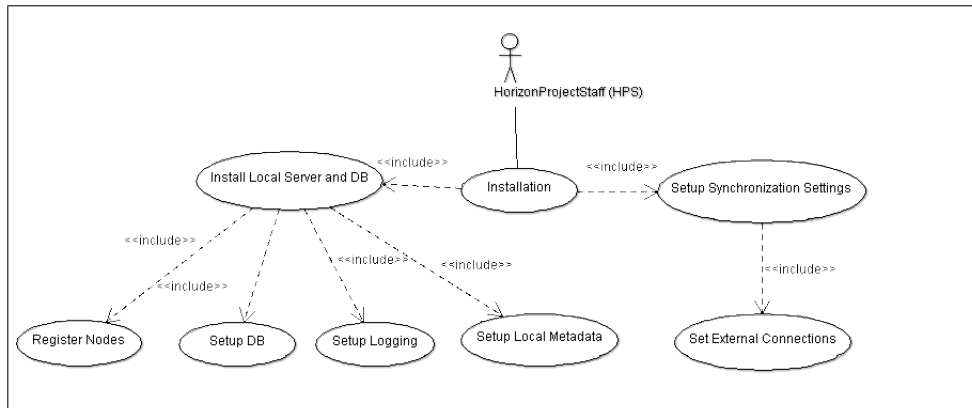 HorizonProjectStaff (HPS)
<<include>>
<<include>>
Install Local Server and DB
Installation
Setup Synchronization Settings
<<include>>
<<include>>
<<include>>
<<include>>
<<include>>
Register Nodes
Setup DB
Setup Logging
Setup Local Metadata
Set External Connections